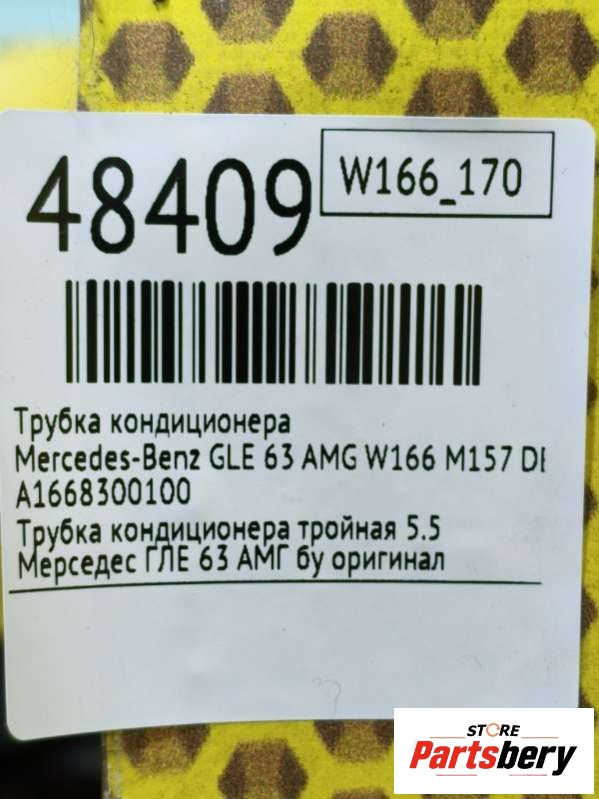 48409
W166_170
Трубка кондиционера
Mercedes-Benz GLE 63 AMG W166 M157 DE
A1668300100
Трубка кондиционера тройная 5.5
Мерседес ГЛЕ 63 АМГ бу оригинал
STORE
Partsbery